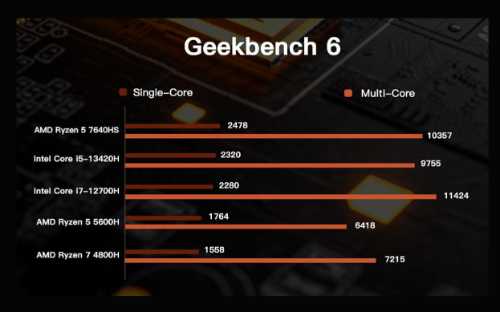 Geekbench 6
Single-Core Multi-Core
AMD Ryzen 5 7640HS 2478 10357
Intel Core i5-13420H 2320 9755
Intel Core i7-12700H 2280 11424
AMD Ryzen 5 5600H 1764 6418
AMD Ryzen 7 4800H 1558 7215